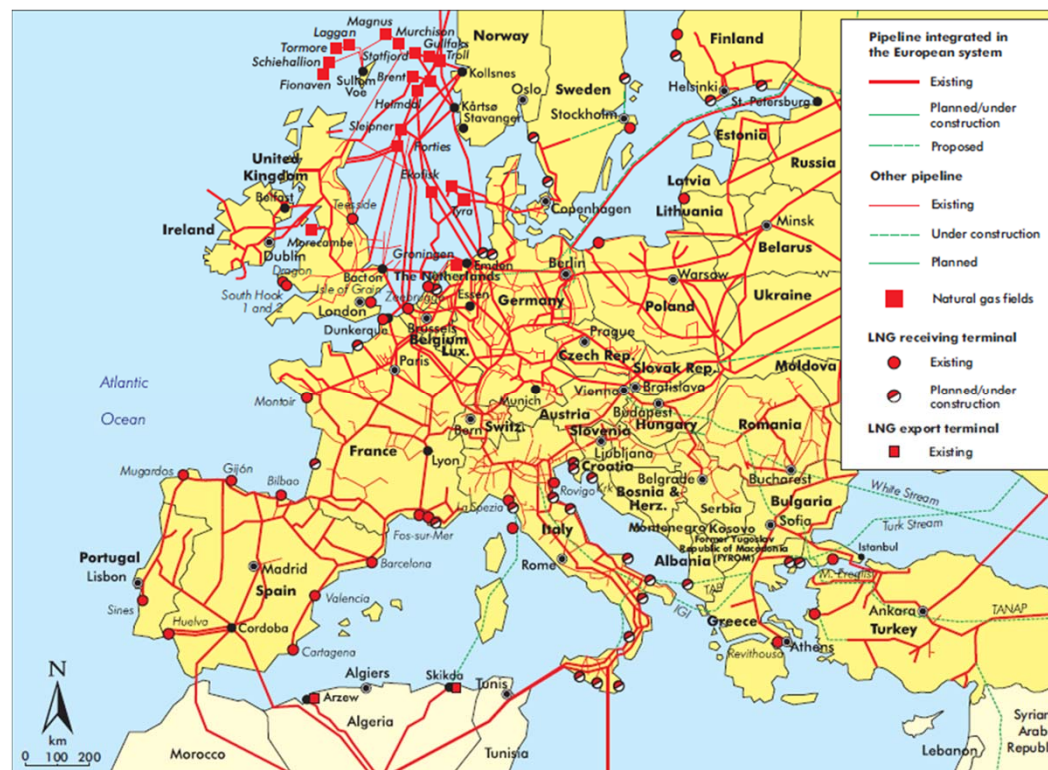 Magnus
Laggan
Murchison
Tormore
Statfjord
Gullfaks
Schiehallion
Troll
Fionaven
Sullom
Voe
Brent
Kollsnes
Heimdal
Norway
Oslo
Sweden
Stockholm
Finland
Helsinki
St. Petersburg
Kårtsø
Stavanger
Sleipner
Forties
Ekofisk
Tyra
Estonia
Russia
Latvia
Lithuania
Copenhagen
Minsk
Belarus
United
Kingdom
Belfast
Teesside
Ireland
Morecambe
Dublin
Dragon
South Hook
1 and 2
Isle of Grain
London
Bacton
Groningen
Emden
The Netherlands
Zeebrugge
Essen
Berlin
Germany
Warsaw
Poland
Ukraine
Dunkerque
Brussels
Belgium
Lux.
Paris
Prague
Czech Rep.
Slovak Rep.
Moldova
Atlantic
Ocean
Montoir
Munich
Vienna
Bratislava
Budapest
Hungary
Austria
Bern
Switz.
Slovenia
Ljubljana
Romania
France
Lyon
Croatia
Krk
Rovigo
Belgrade
Bucharest
Bosnia &
Herz.
Serbia
Bulgaria
Mugardos
Gijón
Bilbao
La Spezia
Fos-sur-Mer
Italy
Rome
Montenegro
Kosovo
Former Yugoslav
Republic of Macedonia
(FYROM)
Sofia
Albania
White Stream
Turk Stream
Istanbul
M. Ereglisi
TAP
IGI
Portugal
Lisbon
Madrid
Spain
Barcelona
Valencia
Sines
Huelva
Cordoba
Cartagena
Greece
Revithousa
Athens
Ankara
Turkey
TANAP
Algiers
Skikda
Tunis
Arzew
Algeria
Morocco
Tunisia
Lebanon
Syrian
Arab
Republ
N
km
0 100 200
Pipeline integrated in
the European system
Existing
Planned/under
construction
Proposed
Other pipeline
Existing
Under construction
Planned
Natural gas fields
LNG receiving terminal
Existing
Planned/under
construction
LNG export terminal
Existing